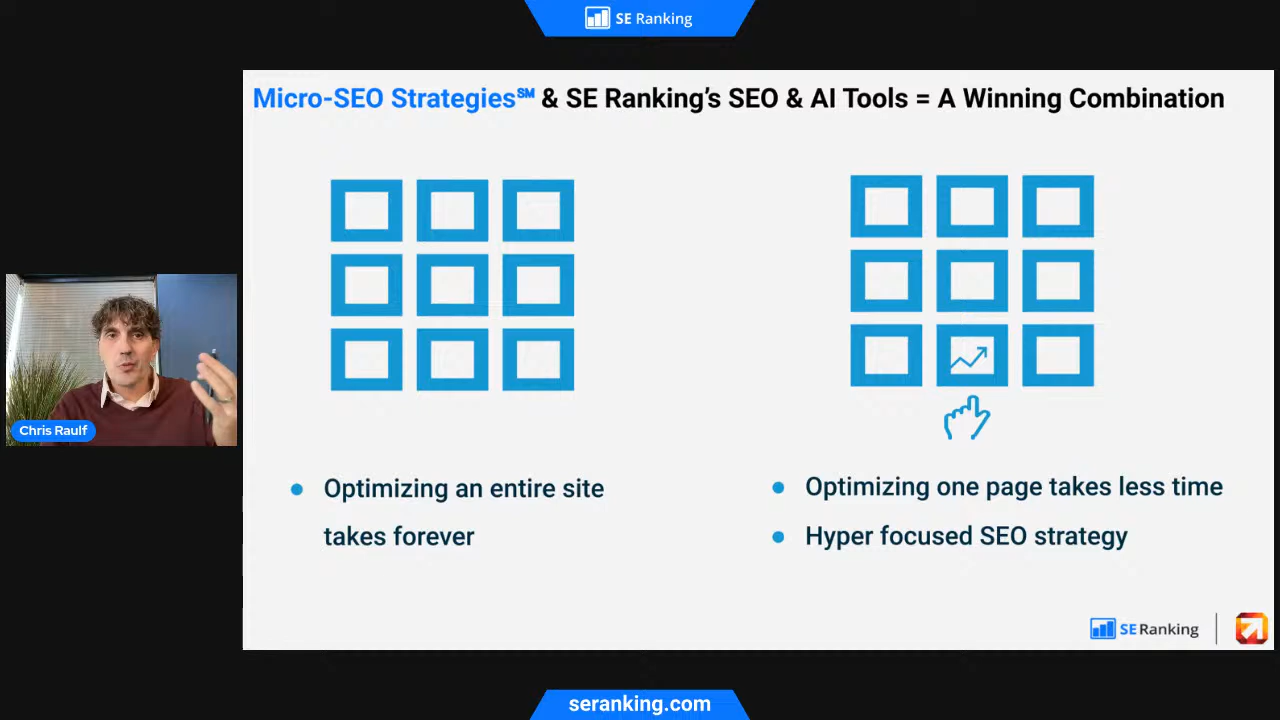 SE Ranking
Micro-SEO Strategies℠ & SE Ranking’s SEO & AI Tools = A Winning Combination
Chris Raulf
● Optimizing an entire site
takes forever
● Optimizing one page takes less time
● Hyper focused SEO strategy
SE Ranking
seranking.com